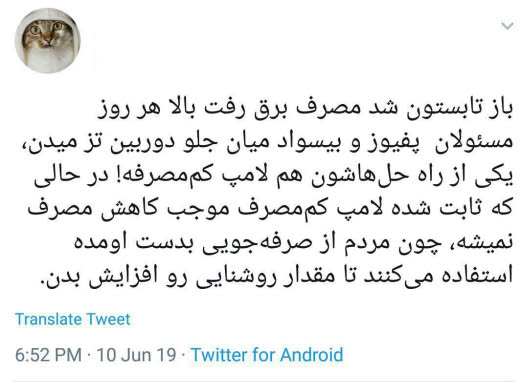 باز تابستون شد مصرف برق رفت بالا هر روز
مسئولان پفیوز و بیسواد میان جلو دوربین تز میدن،
یکی از راه حل‌هاشون هم لامپ کم‌مصرفه! در حالی
که ثابت شده لامپ کم‌مصرف موجب کاهش مصرف
نمیشه، چون مردم از صرفه‌جویی بدست اومده
استفاده می‌کنند تا مقدار روشنایی رو افزایش بدن.
Translate Tweet
6:52 PM · 10 Jun 19 · Twitter for Android